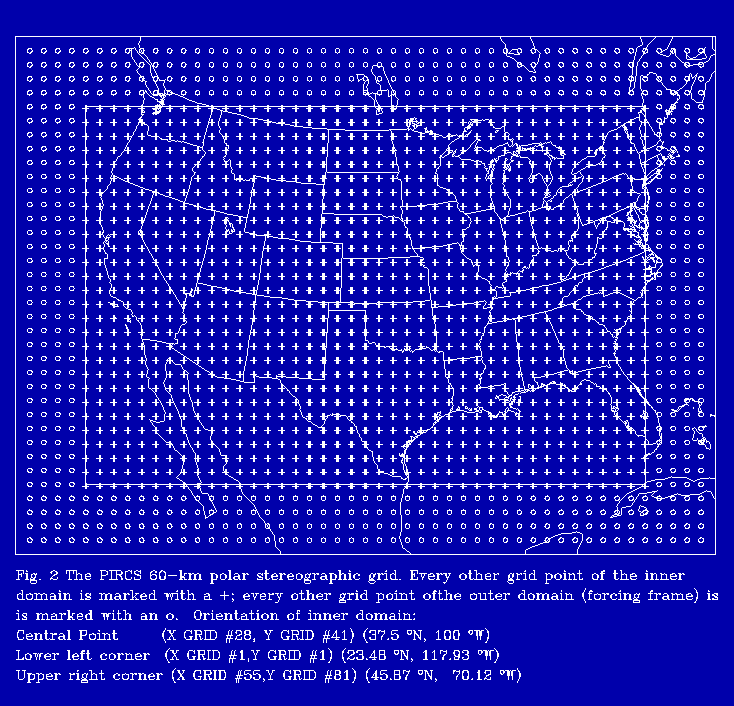 Fig. 2 The PIRCS 60-km polar stereographic grid. Every other grid point of the inner
domain is marked with a +; every other grid point ofthe outer domain (forcing frame) is
is marked with an o. Orientation of inner domain:
Central Point (X GRID #28, Y GRID #41) (37.5 °N, 100 °W)
Lower left corner (X GRID #1,Y GRID #1) (23.48 °N, 117.93 °W)
Upper right corner (X GRID #55,Y GRID #81) (45.87 °N, 70.12 °W)